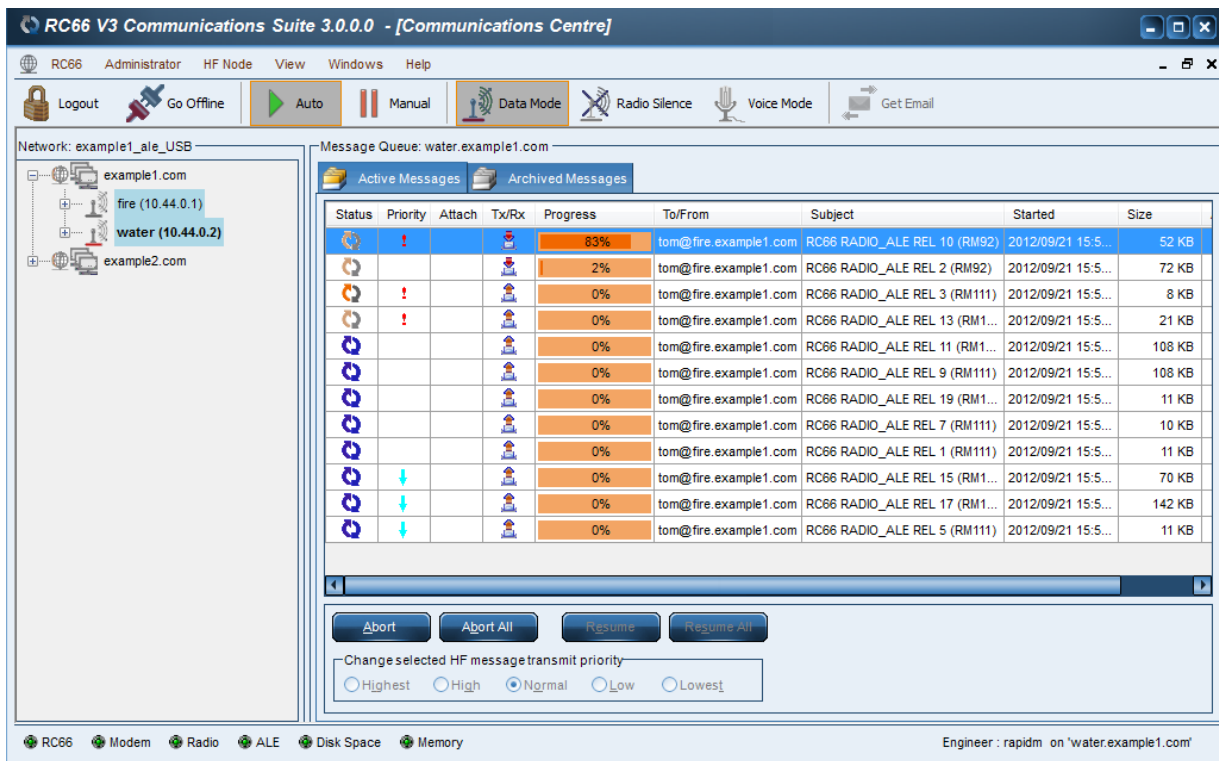 RC66 V3 Communications Suite 3.0.0.0 - [Communications Centre]
RC66 Administrator HF Node View Windows Help
Logout Go Offline Auto Manual Data Mode Radio Silence Voice Mode Get Email
Network: example1_ale_USB
example1.com
fire (10.44.0.1)
water (10.44.0.2)
example2.com
Message Queue: water.example1.com
Active Messages Archived Messages
Status Priority Attach Tx/Rx Progress To/From Subject Started Size
! 83% tom@fire.example1.com RC66 RADIO_ALE REL 10 (RM92) 2012/09/21 15:5... 52 KB
2% tom@fire.example1.com RC66 RADIO_ALE REL 2 (RM92) 2012/09/21 15:5... 72 KB
! 0% tom@fire.example1.com RC66 RADIO_ALE REL 3 (RM111) 2012/09/21 15:5... 8 KB
! 0% tom@fire.example1.com RC66 RADIO_ALE REL 13 (RM1... 2012/09/21 15:5... 21 KB
0% tom@fire.example1.com RC66 RADIO_ALE REL 11 (RM1... 2012/09/21 15:5... 108 KB
0% tom@fire.example1.com RC66 RADIO_ALE REL 9 (RM111) 2012/09/21 15:5... 108 KB
0% tom@fire.example1.com RC66 RADIO_ALE REL 19 (RM1... 2012/09/21 15:5... 11 KB
0% tom@fire.example1.com RC66 RADIO_ALE REL 7 (RM111) 2012/09/21 15:5... 10 KB
0% tom@fire.example1.com RC66 RADIO_ALE REL 1 (RM111) 2012/09/21 15:5... 11 KB
0% tom@fire.example1.com RC66 RADIO_ALE REL 15 (RM1... 2012/09/21 15:5... 70 KB
0% tom@fire.example1.com RC66 RADIO_ALE REL 17 (RM1... 2012/09/21 15:5... 142 KB
0% tom@fire.example1.com RC66 RADIO_ALE REL 5 (RM111) 2012/09/21 15:5... 11 KB
Abort Abort All Resume Resume All
Change selected HF message transmit priority
Highest High Normal Low Lowest
RC66 Modem Radio ALE Disk Space Memory Engineer : rapidm on 'water.example1.com'